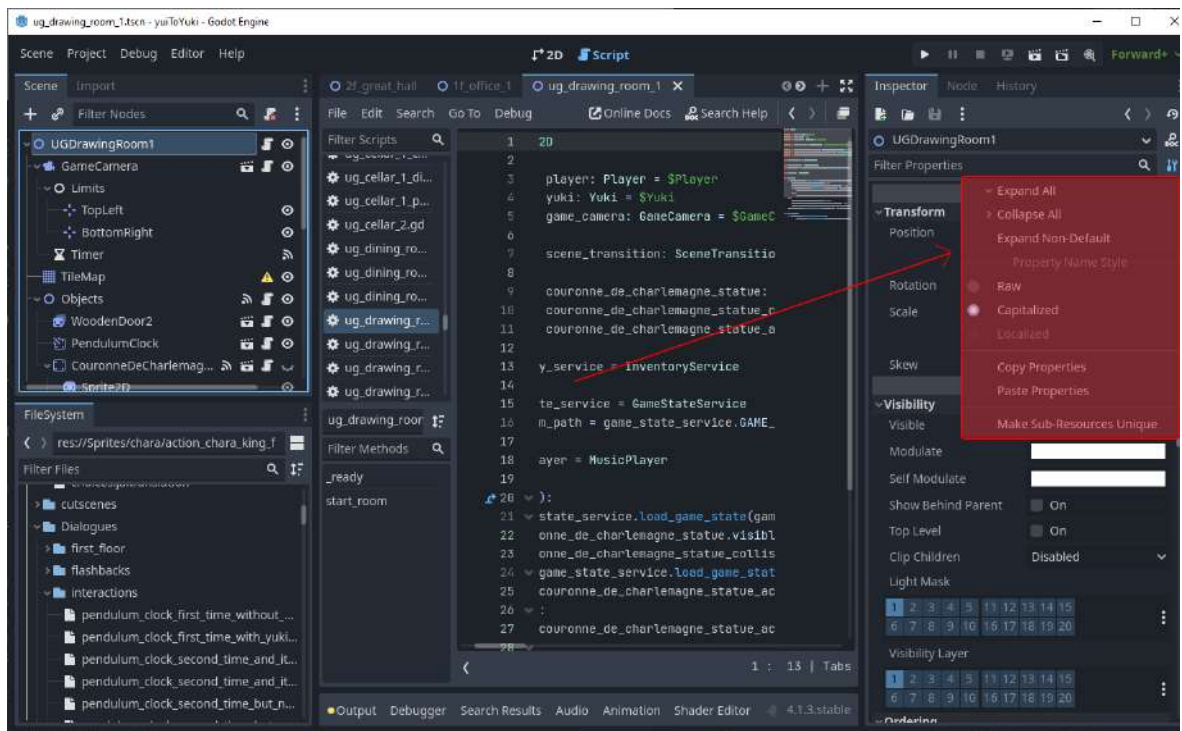 ug_drawing_room_1.tscn - yuiToYuki - Godot Engine
Scene Project Debug Editor Help
2D Script
Forward+
Scene Import
Filter Nodes
UGDrawingRoom1
GameCamera
Limits
TopLeft
BottomRight
Timer
TileMap
Objects
WoodenDoor2
PendulumClock
CouronneDeCharlemag...
Sprite2D
FileSystem
res://Sprites/chara/action_chara_king_f
Filter Files
cutscenes
Dialogues
first_floor
flashbacks
interactions
pendulum_clock_first_time_without_...
pendulum_clock_first_time_with_yuki...
pendulum_clock_second_time_and_it...
pendulum_clock_second_time_and_it...
pendulum_clock_second_time_but_n...
2f_great_hall 1f_office_1 ug_drawing_room_1
File Edit Search Go To Debug Online Docs Search Help
Filter Scripts
ug_cellar_1_di...
ug_cellar_1_p...
ug_cellar_2.gd
ug_dining_ro...
ug_dining_ro...
ug_dining_ro...
ug_drawing_r...
ug_drawing_r...
ug_drawing_r...
ug_drawing_r...
ug_drawing_roor
Filter Methods
_ready
start_room
1 2D
2
3 player: Player = $Player
4 yuki: Yuki = $Yuki
5 game_camera: GameCamera = $GameC
6
7 scene_transition: SceneTransitio
8
9 couronne_de_charlemagne_statue:
10 couronne_de_charlemagne_statue_c
11 couronne_de_charlemagne_statue_a
12
13 y_service = InventoryService
14
15 te_service = GameStateService
16 m_path = game_state_service.GAME_
17
18 ayer = MusicPlayer
19
20 ):
21 state_service.load_game_state(gam
22 onne_de_charlemagne_statue.visibl
23 onne_de_charlemagne_statue_collis
24 game_state_service.load_game_stat
25 couronne_de_charlemagne_statue_ac
26 :
27 couronne_de_charlemagne_statue_ac
28
1 : 13 | Tabs
Output Debugger Search Results Audio Animation Shader Editor 4.1.3.stable
Inspector Node History
UGDrawingRoom1
Filter Properties
Transform
Position
Rotation
Scale
Skew
Expand All
Collapse All
Expand Non-Default
Property Name Style
Raw
Capitalized
Localized
Copy Properties
Paste Properties
Make Sub-Resources Unique
Visibility
Visible
Modulate
Self Modulate
Show Behind Parent On
Top Level On
Clip Children Disabled
Light Mask
1 2 3 4 5 11 12 13 14 15
6 7 8 9 10 16 17 18 19 20
Visibility Layer
1 2 3 4 5 11 12 13 14 15
6 7 8 9 10 16 17 18 19 20
Ordering